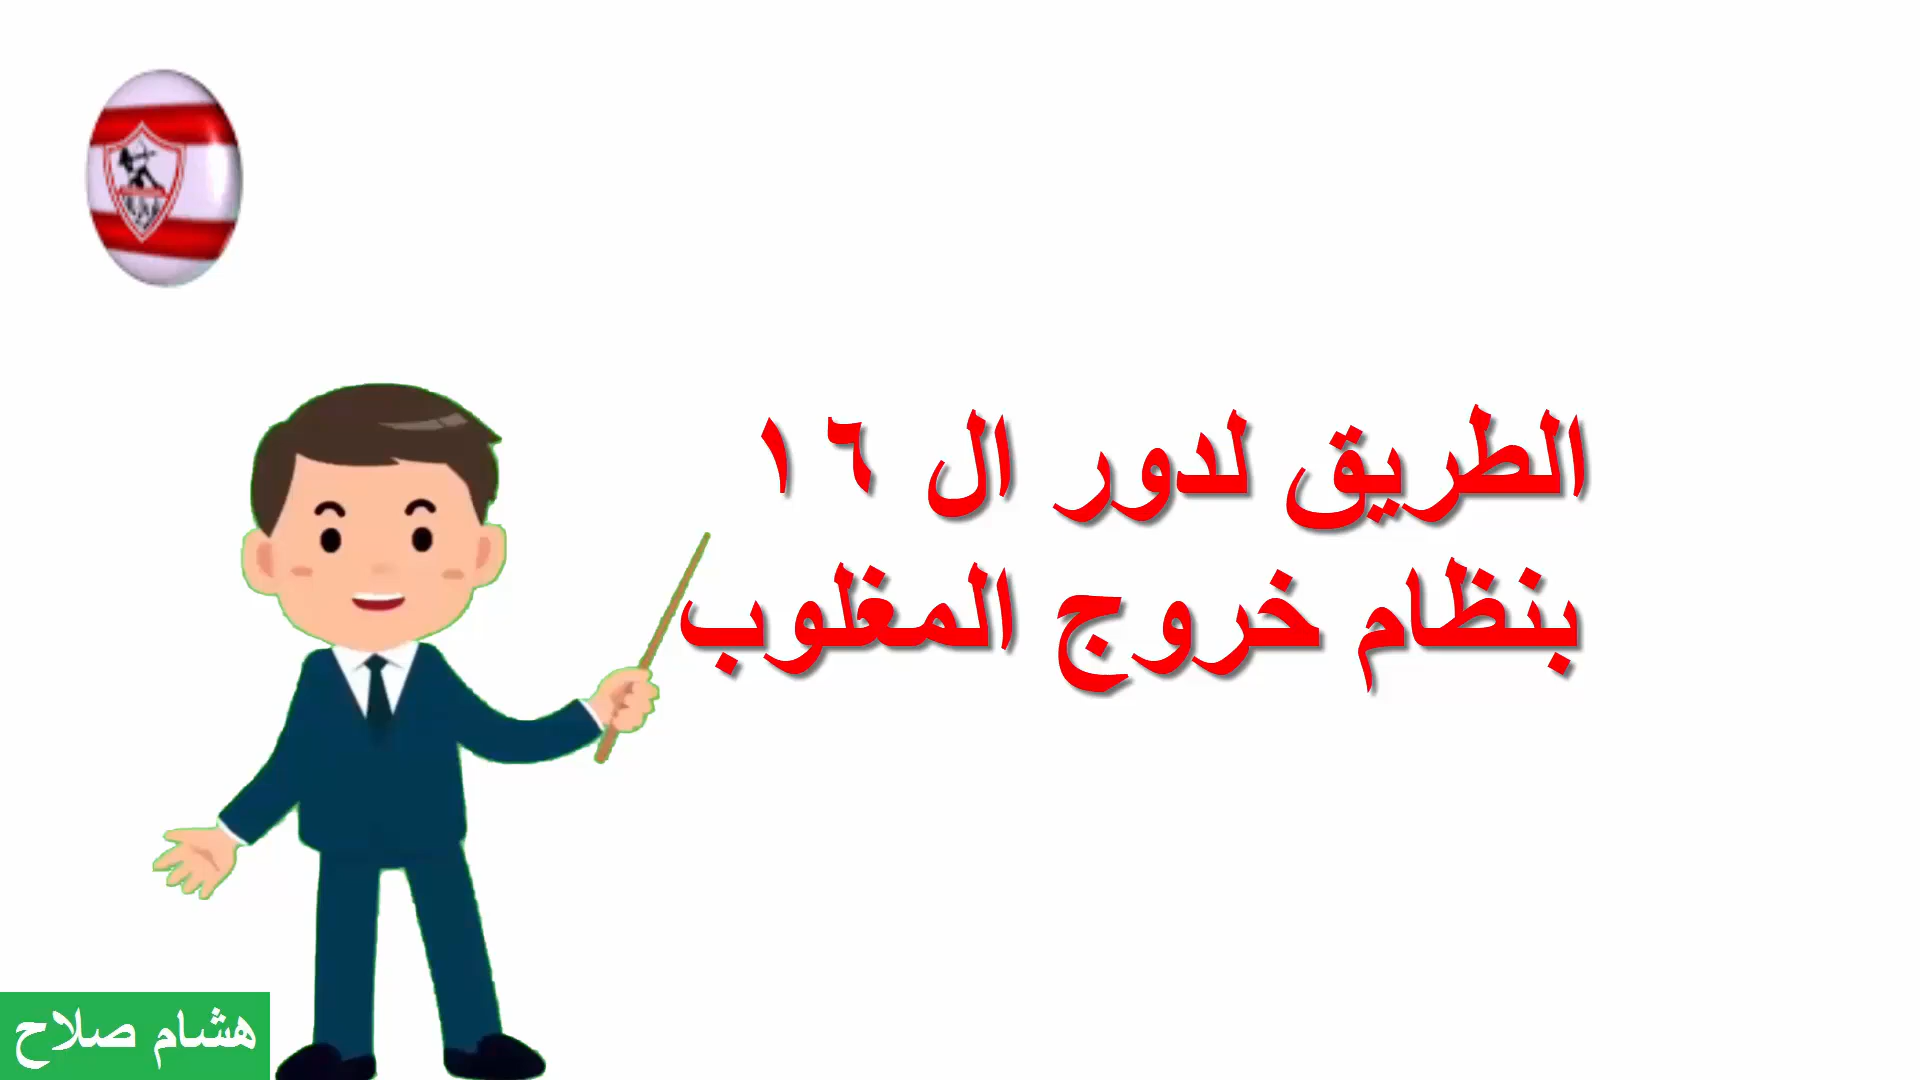 الطريق لدور ال ١٦
بنظام خروج المغلوب
هشام صلاح